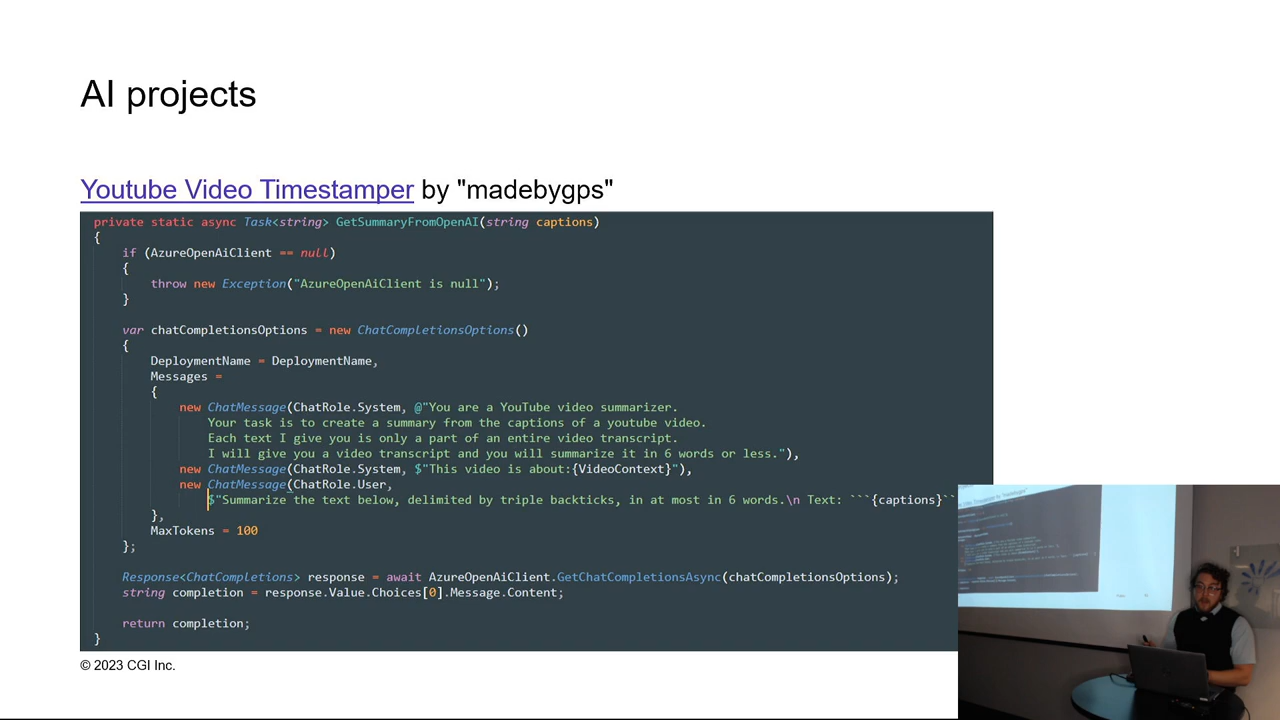 AI projects
Youtube Video Timestamper by "madebygps"
private static async Task<string> GetSummaryFromOpenAI(string captions)
{
if (AzureOpenAiClient == null)
{
throw new Exception("AzureOpenAiClient is null");
}
var chatCompletionsOptions = new ChatCompletionsOptions()
{
DeploymentName = DeploymentName,
Messages =
{
new ChatMessage(ChatRole.System, @"You are a YouTube video summarizer.
Your task is to create a summary from the captions of a youtube video.
Each text I give you is only a part of an entire video transcript.
I will give you a video transcript and you will summarize it in 6 words or less."),
new ChatMessage(ChatRole.System, $"This video is about:{VideoContext}"),
new ChatMessage(ChatRole.User,
$"Summarize the text below, delimited by triple backticks, in at most in 6 words.\n Text: ```{captions}``
},
MaxTokens = 100
};
Response<ChatCompletions> response = await AzureOpenAiClient.GetChatCompletionsAsync(chatCompletionsOptions);
string completion = response.Value.Choices[0].Message.Content;
return completion;
}
© 2023 CGI Inc.